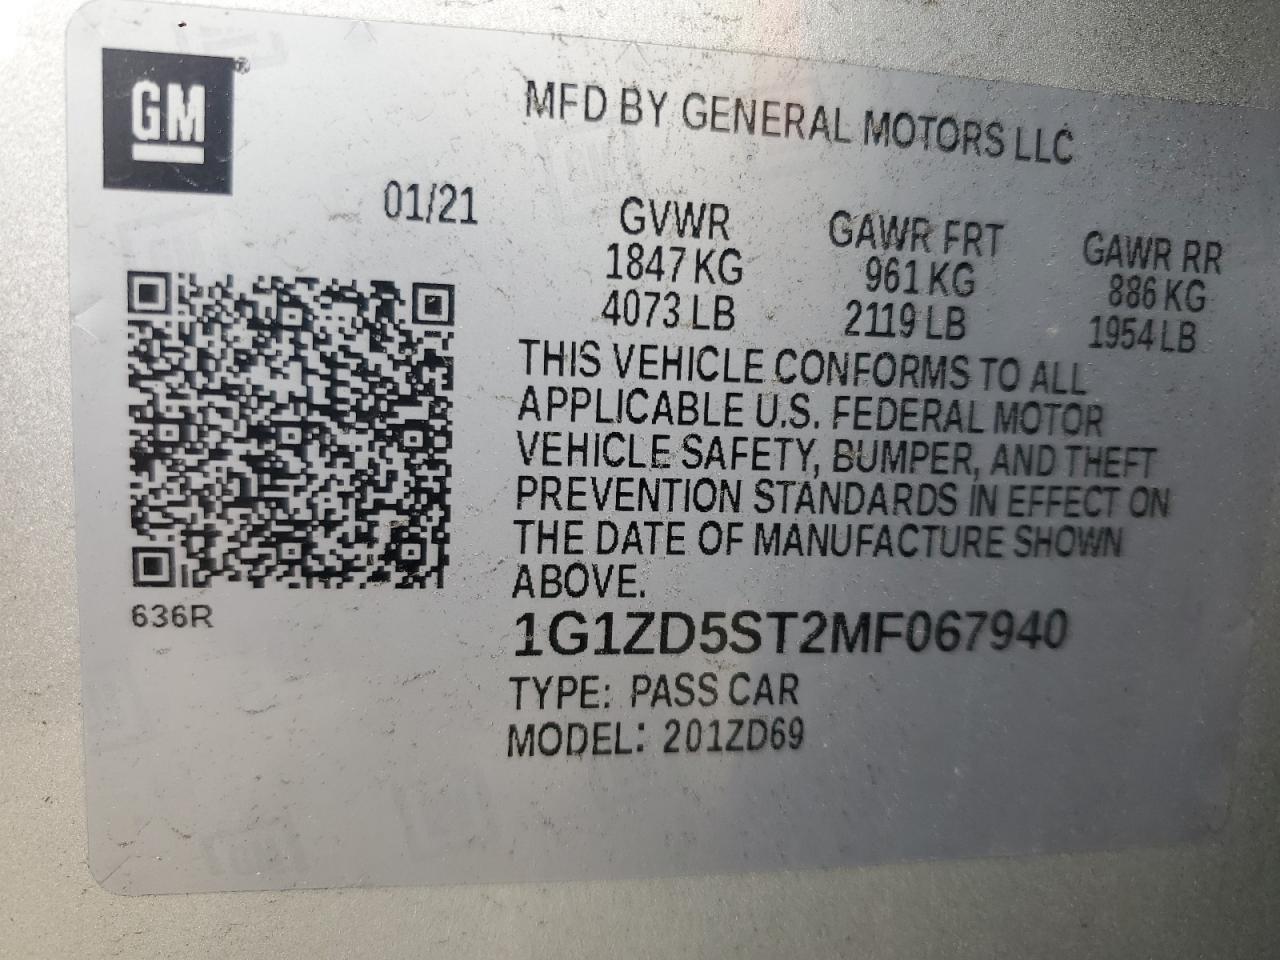 GM
MFD BY GENERAL MOTORS LLC
01/21
GVWR GAWR FRT GAWR RR
1847 KG 961 KG 886 KG
4073 LB 2119 LB 1954 LB
THIS VEHICLE CONFORMS TO ALL
APPLICABLE U.S. FEDERAL MOTOR
VEHICLE SAFETY, BUMPER, AND THEFT
PREVENTION STANDARDS IN EFFECT ON
THE DATE OF MANUFACTURE SHOWN
ABOVE.
636R
1G1ZD5ST2MF067940
TYPE: PASS CAR
MODEL: 201ZD69